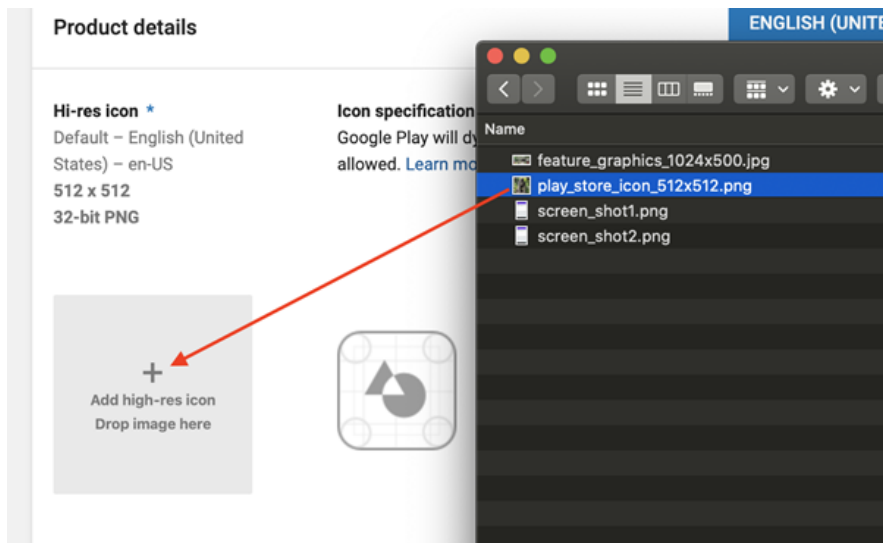 Product details
ENGLISH (UNITE
Hi-res icon *
Default – English (United
States) – en-US
512 x 512
32-bit PNG
Icon specification
Google Play will dy
allowed. Learn mo
+
Add high-res icon
Drop image here
Name
feature_graphics_1024x500.jpg
play_store_icon_512x512.png
screen_shot1.png
screen_shot2.png